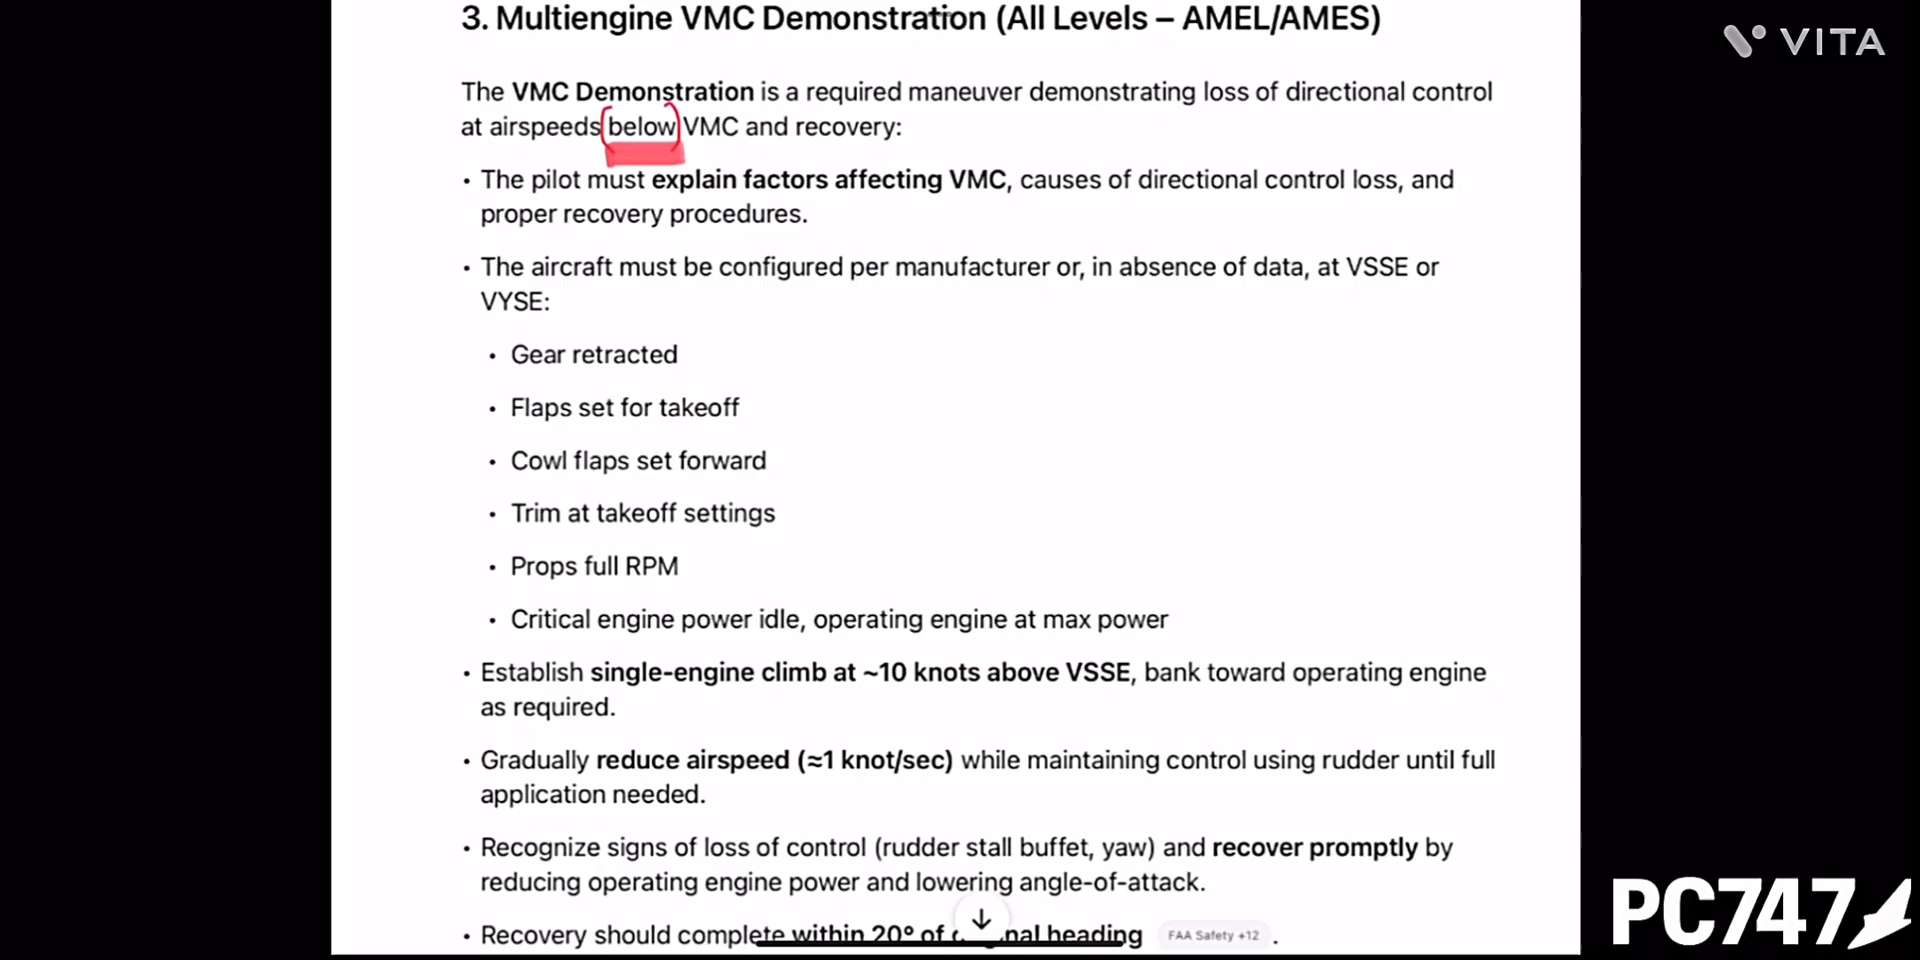 3. Multiengine VMC Demonstration (All Levels – AMEL/AMES)
VITA
The VMC Demonstration is a required maneuver demonstrating loss of directional control
at airspeeds below VMC and recovery:
• The pilot must explain factors affecting VMC, causes of directional control loss, and
proper recovery procedures.
• The aircraft must be configured per manufacturer or, in absence of data, at VSSE or
VYSE:
• Gear retracted
• Flaps set for takeoff
• Cowl flaps set forward
• Trim at takeoff settings
• Props full RPM
• Critical engine power idle, operating engine at max power
• Establish single-engine climb at ~10 knots above VSSE, bank toward operating engine
as required.
• Gradually reduce airspeed (≈1 knot/sec) while maintaining control using rudder until full
application needed.
• Recognize signs of loss of control (rudder stall buffet, yaw) and recover promptly by
reducing operating engine power and lowering angle-of-attack.
• Recovery should complete within 20° of heading FAA Safety +12 .
PC747